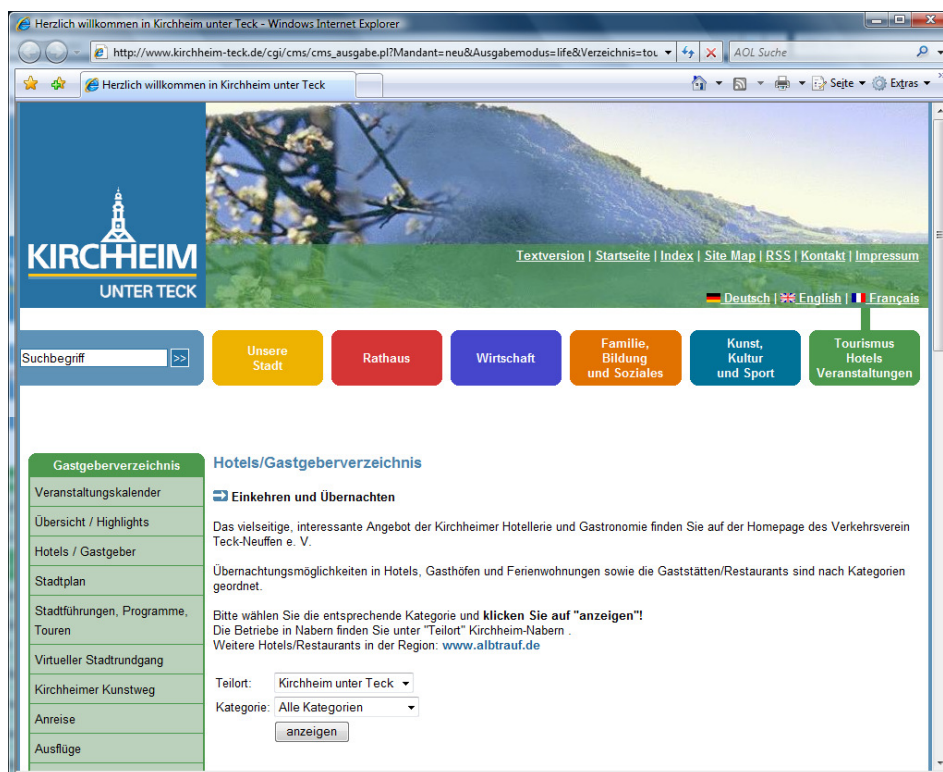 Herzlich willkommen in Kirchheim unter Teck - Windows Internet Explorer
http://www.kirchheim-teck.de/cgi/cms/cms_ausgabe.pl?Mandant=neu&Ausgabemodus=life&Verzeichnis=tou
AOL Suche
Herzlich willkommen in Kirchheim unter Teck
Seite
Extras
KIRCHHEIM
UNTER TECK
Textversion | Startseite | Index | Site Map | RSS | Kontakt | Impressum
Deutsch | English | Français
Suchbegriff
>>
Unsere
Stadt
Rathaus
Wirtschaft
Familie,
Bildung
und Soziales
Kunst,
Kultur
und Sport
Tourismus
Hotels
Veranstaltungen
Gastgeberverzeichnis
Veranstaltungskalender
Übersicht / Highlights
Hotels / Gastgeber
Stadtplan
Stadtführungen, Programme,
Touren
Virtueller Stadtrundgang
Kirchheimer Kunstweg
Anreise
Ausflüge
Hotels/Gastgeberverzeichnis
Einkehren und Übernachten
Das vielseitige, interessante Angebot der Kirchheimer Hotellerie und Gastronomie finden Sie auf der Homepage des Verkehrsverein
Teck-Neuffen e. V.
Übernachtungsmöglichkeiten in Hotels, Gasthöfen und Ferienwohnungen sowie die Gaststätten/Restaurants sind nach Kategorien
geordnet.
Bitte wählen Sie die entsprechende Kategorie und klicken Sie auf "anzeigen"!
Die Betriebe in Nabern finden Sie unter "Teilort" Kirchheim-Nabern .
Weitere Hotels/Restaurants in der Region: www.albtrauf.de
Teilort: Kirchheim unter Teck
Kategorie: Alle Kategorien
anzeigen